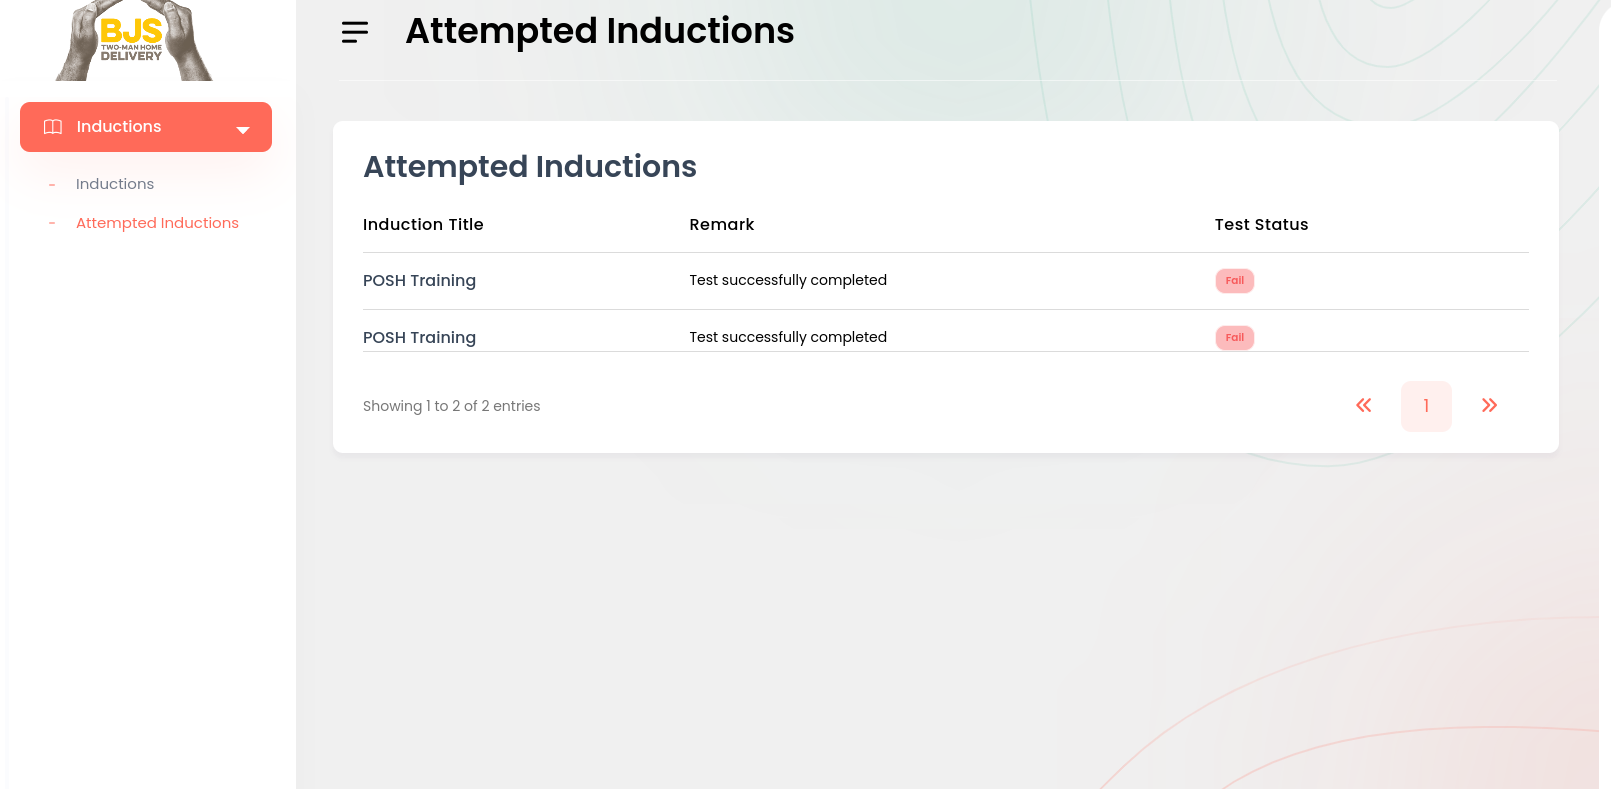 BJS
TWO-MAN HOME
DELIVERY
Attempted Inductions
Inductions
- Inductions
- Attempted Inductions
Attempted Inductions
Induction Title Remark Test Status
POSH Training Test successfully completed Fail
POSH Training Test successfully completed Fail
Showing 1 to 2 of 2 entries « 1 »